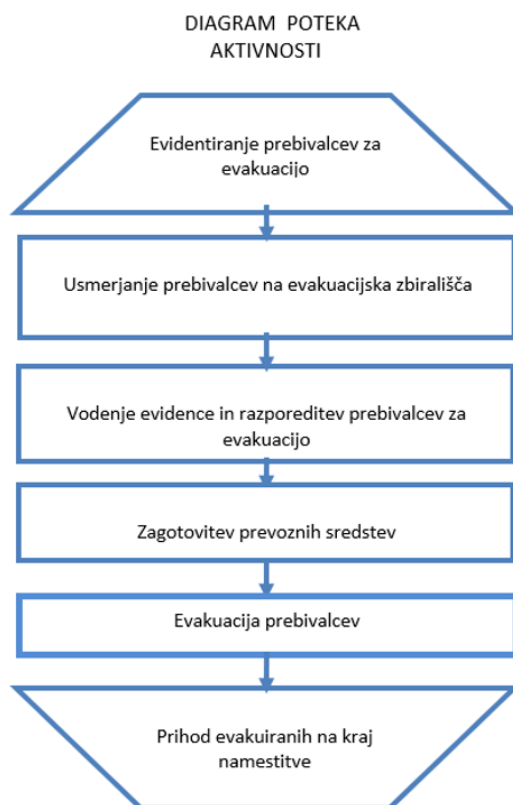 DIAGRAM POTEKA
AKTIVNOSTI
Evidentiranje prebivalcev za
evakuacijo
Usmerjanje prebivalcev na evakuacijska zbirališča
Vodenje evidence in razporeditev prebivalcev za
evakuacijo
Zagotovitev prevoznih sredstev
Evakuacija prebivalcev
Prihod evakuiranih na kraj
namestitve